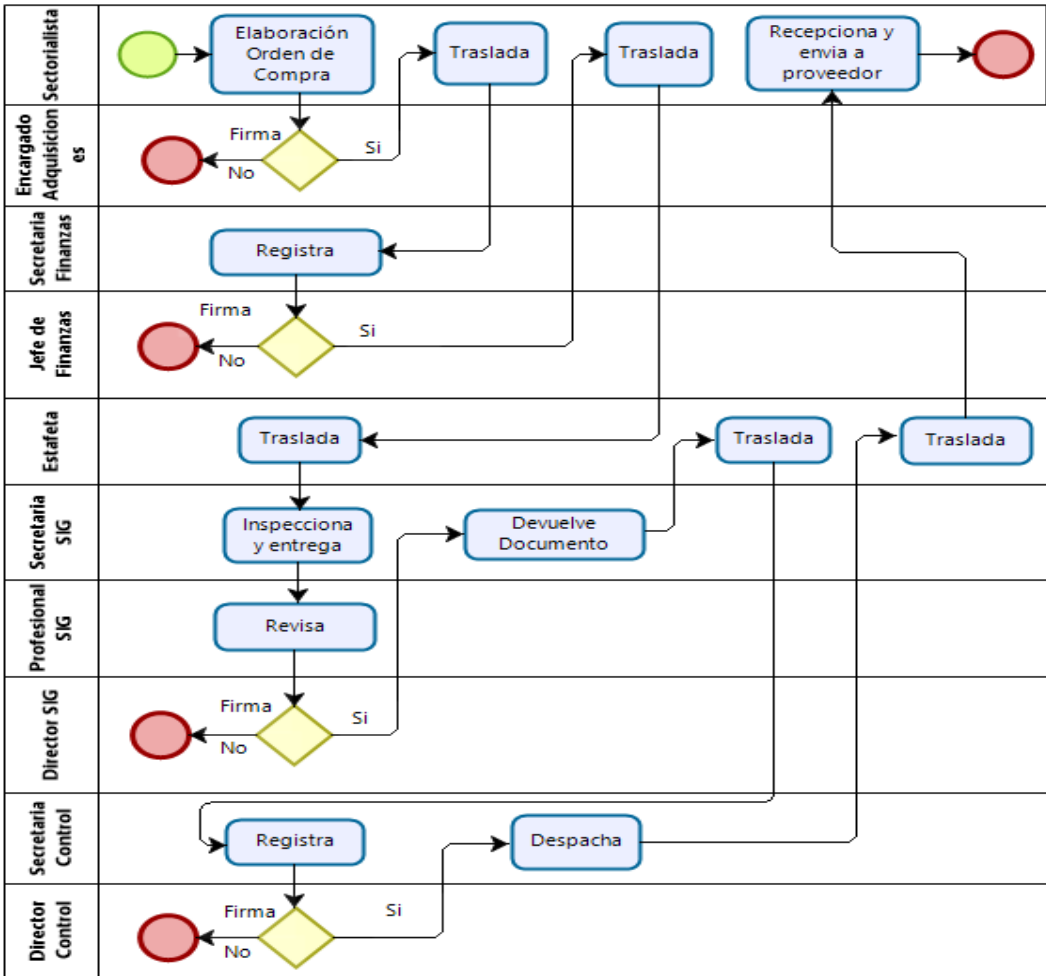 Sectorialista
Elaboración
Orden de
Compra
Traslada
Traslada
Recepciona y
envia a
proveedor
Encargado
Adquisicion
es
Firma
No
Si
Secretaria
Finanzas
Registra
Jefe de
Finanzas
Firma
No
Si
Estafeta
Traslada
Traslada
Traslada
Secretaria
SIG
Inspecciona
y entrega
Devuelve
Documento
Profesional
SIG
Revisa
Director SIG
Firma
No
Si
Secretaria
Control
Registra
Despacha
Director
Control
Firma
No
Si